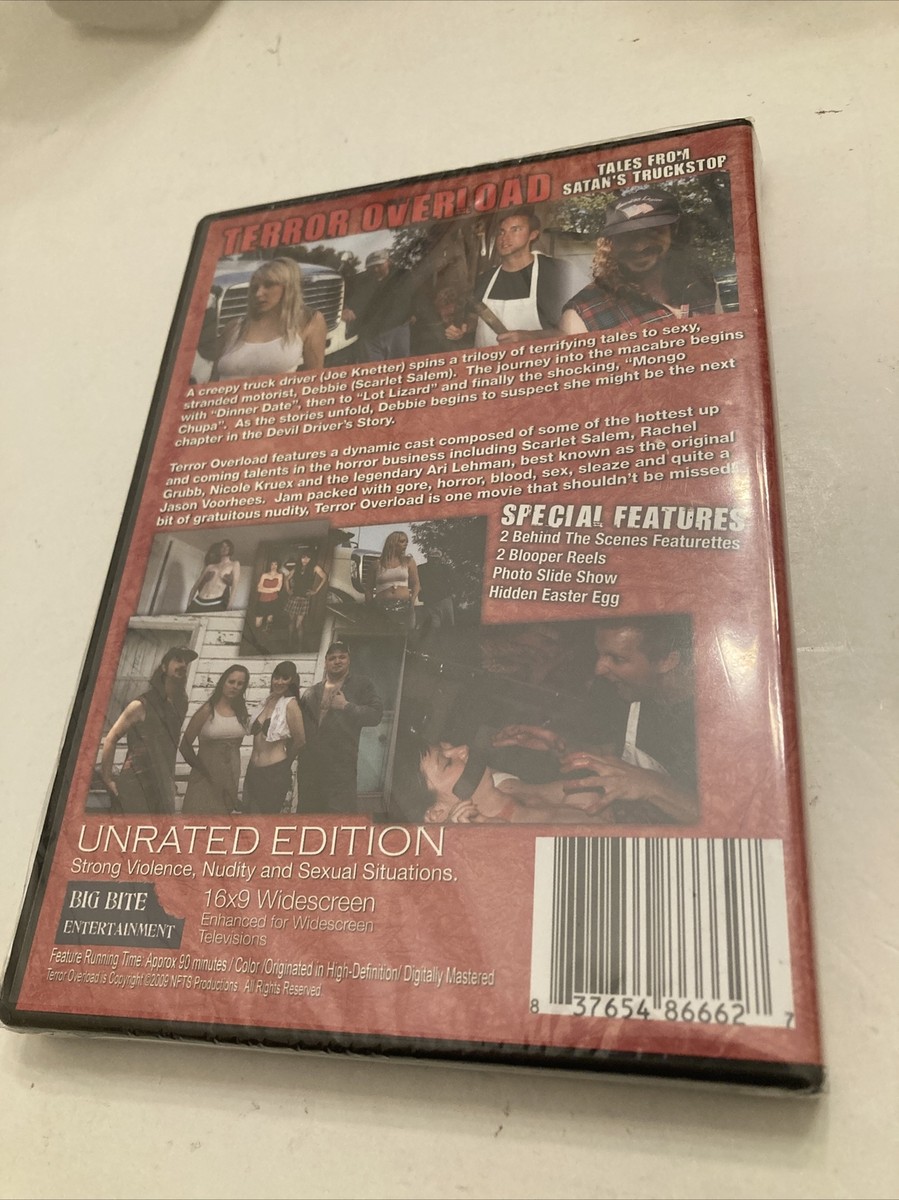 TERROR OVERLOAD
TALES FROM
SATAN'S TRUCKSTOP
A creepy truck driver (Joe Knetter) spins a trilogy of terrifying tales to sexy,
stranded motorist, Debbie (Scarlet Salem). The journey into the macabre begins
with "Dinner Date", then to "Lot Lizard" and finally the shocking, "Mongo
Chupa". As the stories unfold, Debbie begins to suspect she might be the next
chapter in the Devil Driver's Story.
Terror Overload features a dynamic cast composed of some of the hottest up
and coming talents in the horror business including Scarlet Salem, Rachel
Grubb, Nicole Kruex and the legendary Ari Lehman, best known as the original
Jason Voorhees. Jam packed with gore, horror, blood, sex, sleaze and quite a
bit of gratuitous nudity, Terror Overload is one movie that shouldn't be missed!
SPECIAL FEATURES
2 Behind The Scenes Featurettes
2 Blooper Reels
Photo Slide Show
Hidden Easter Egg
UNRATED EDITION
Strong Violence, Nudity and Sexual Situations.
BIG BITE
ENTERTAINMENT
16x9 Widescreen
Enhanced for Widescreen
Televisions
Feature Running Time: Approx 90 minutes / Color /Originated in High-Definition/ Digitally Mastered
Terror Overload is Copyright ©2009 NFTS Productions. All Rights Reserved.
8 37654 86662 7